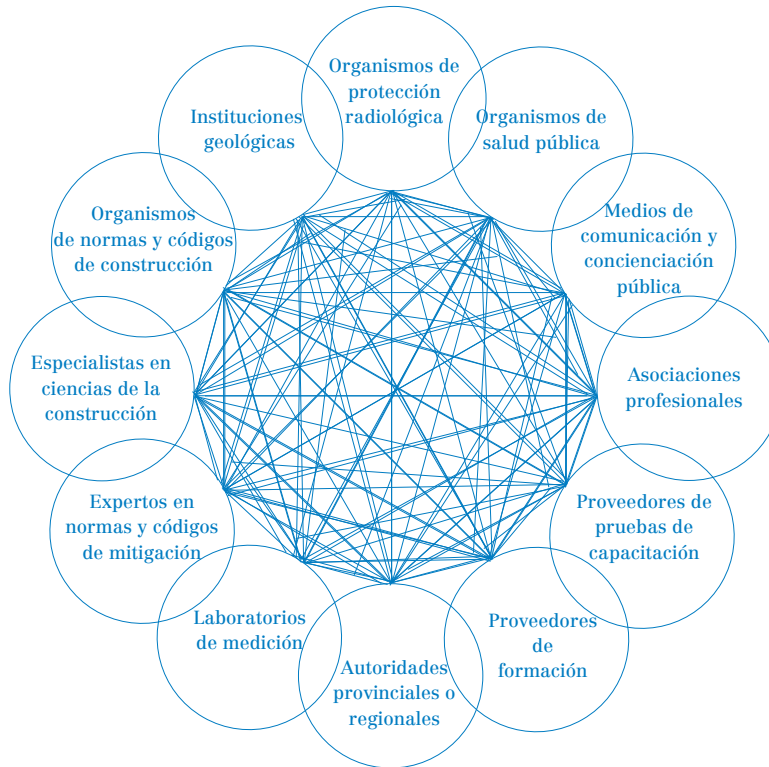 Organismos de
protección
radiológica
Organismos de
salud pública
Medios de
comunicación y
concienciación
pública
Asociaciones
profesionales
Proveedores de
pruebas de
capacitación
Proveedores
de
formación
Autoridades
provinciales o
regionales
Laboratorios
de medición
Expertos en
normas y códigos
de mitigación
Especialistas en
ciencias de la
construcción
Organismos
de normas y códigos
de construcción
Instituciones
geológicas